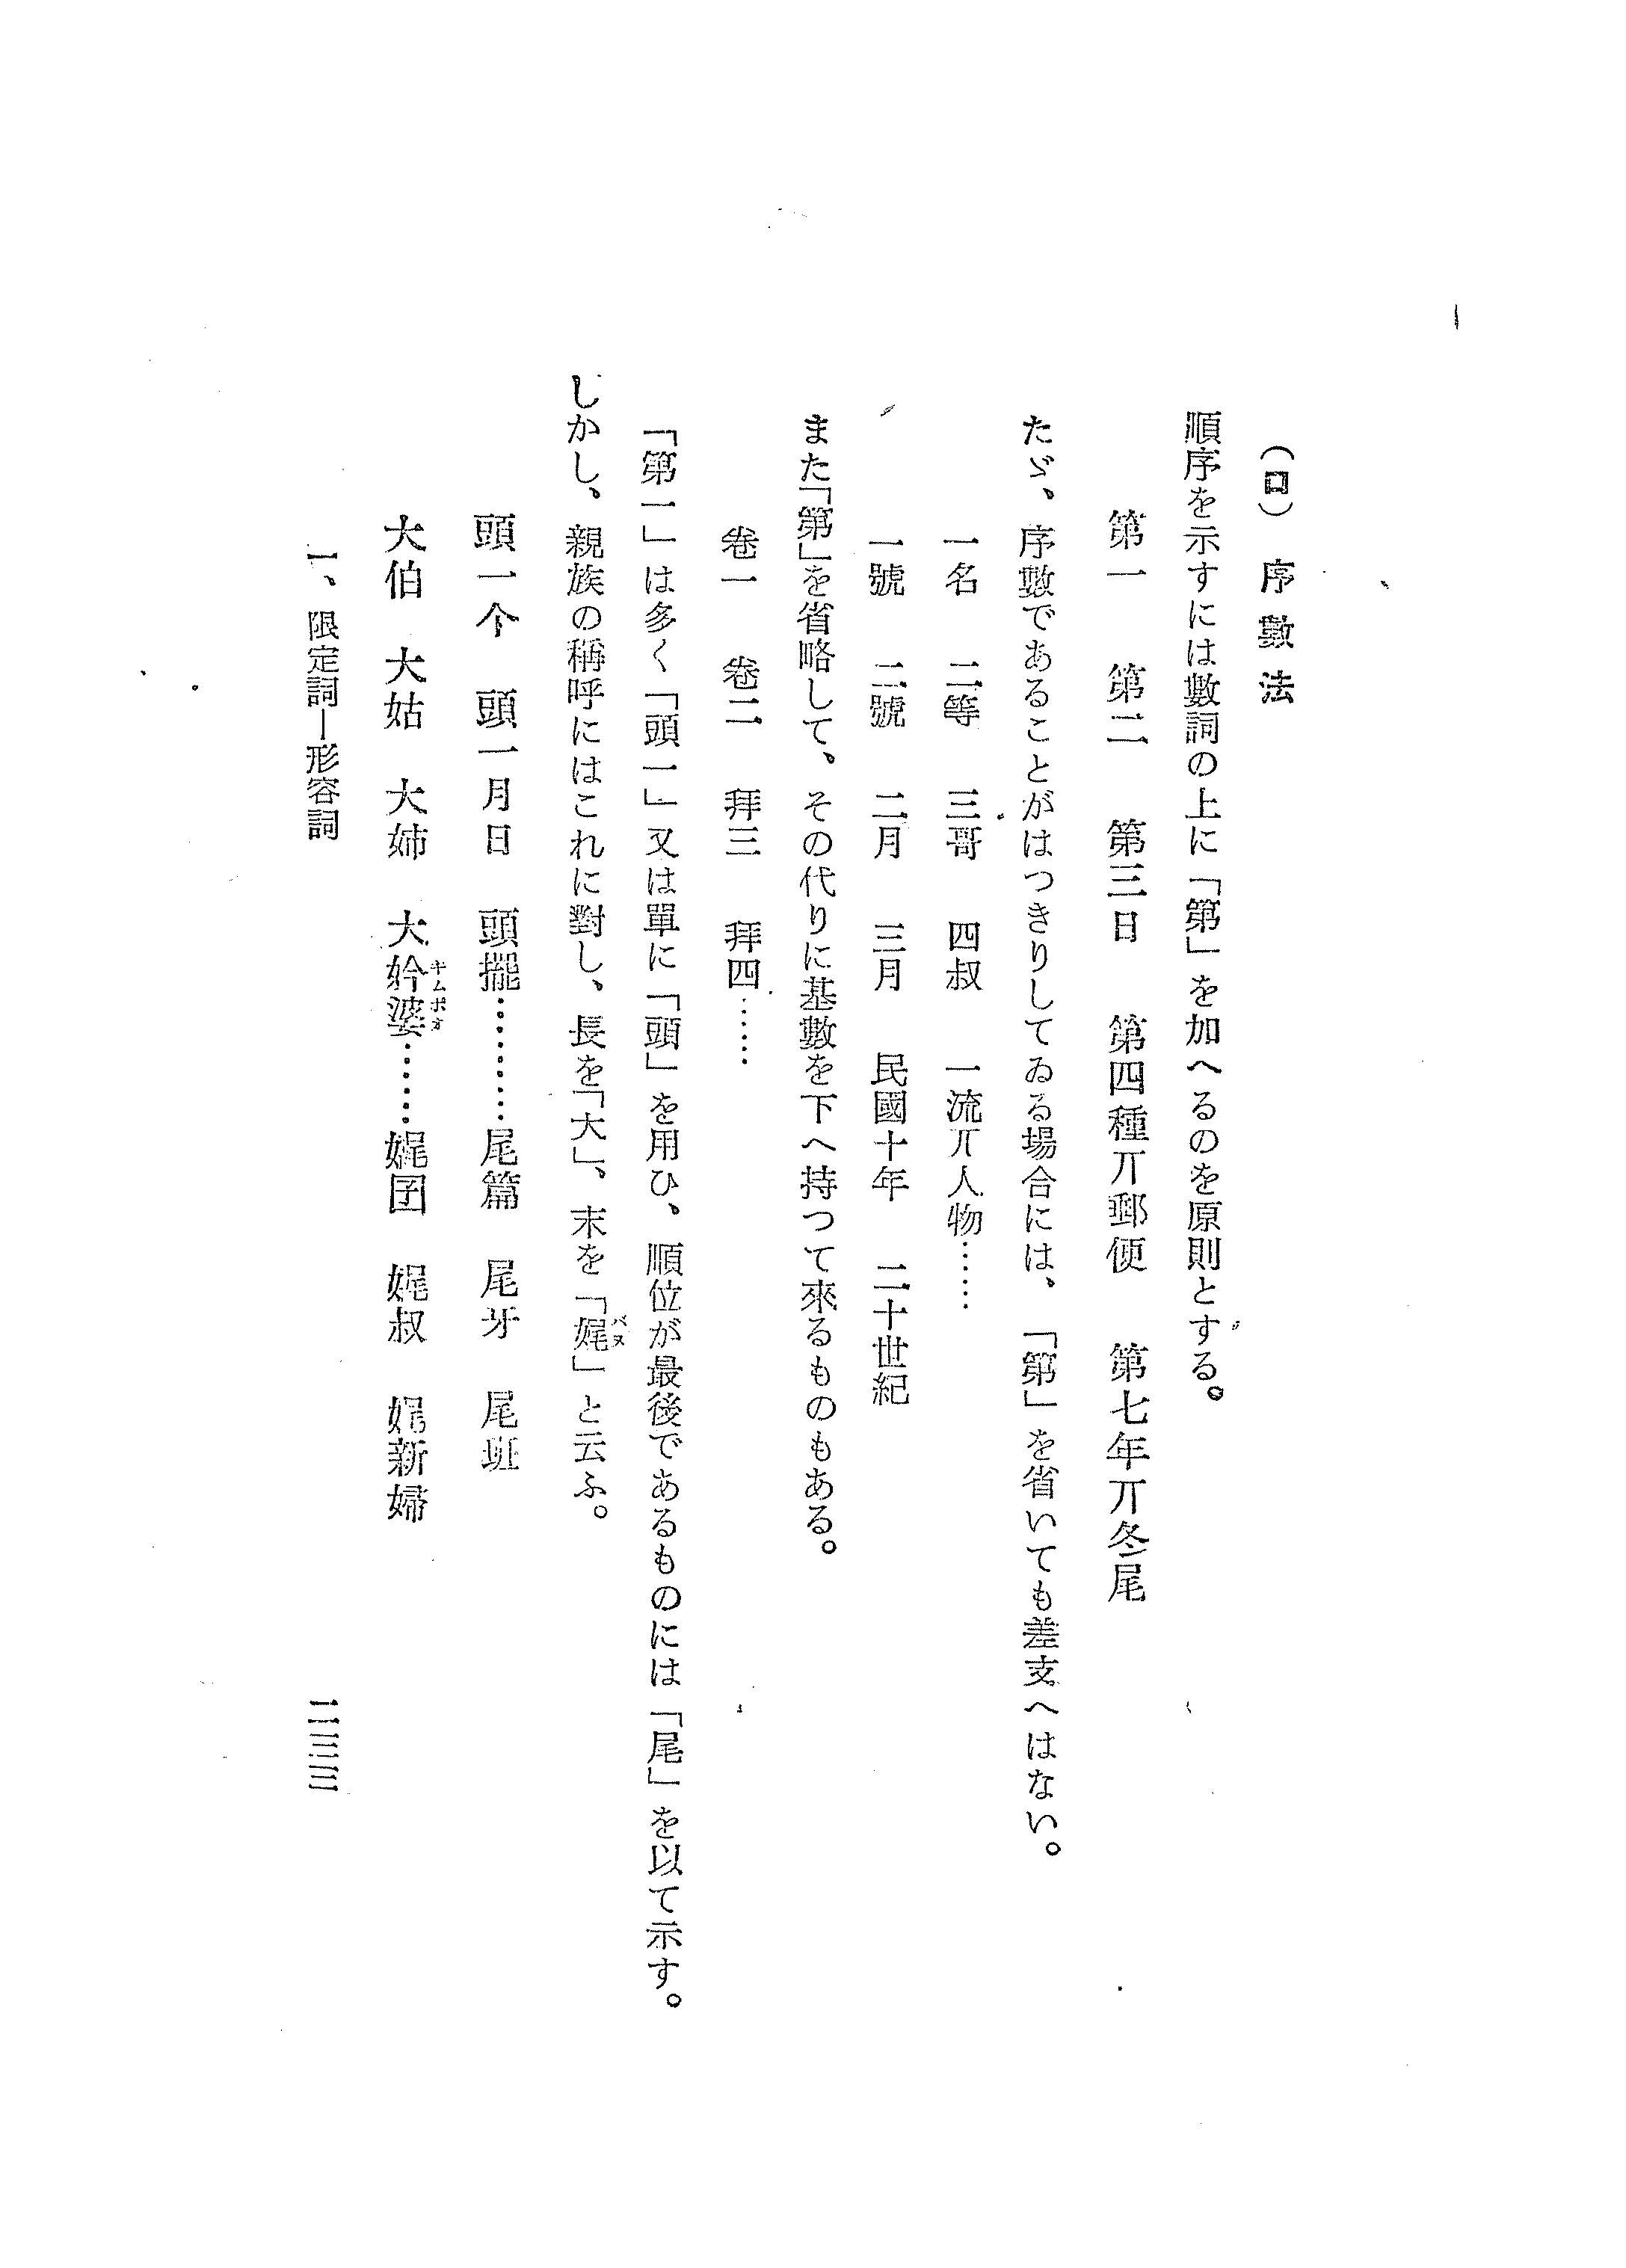 （ロ） 序數法
順序を示すには數詞の上に「第」を加へるのを原則とする。
第一　第二　第三日　第四種丌郵便　第七年丌冬尾
たゞ、序數であることがはつきりしてゐる場合には、「第」を省いても差支へはない。
一名　二等　三哥　四叔　一流丌人物……
一號　二號　二月　三月　民國十年　二十世紀
また「第」を省略して、その代りに基數を下へ持つて來るものもある。
卷一　卷二　拜三　拜四……
「第一」は多く「頭一」又は單に「頭」を用ひ、順位が最後であるものには「尾」を以て示す。
しかし、親族の稱呼にはこれに對し、長を「大」、末を「娓」と云ふ。
バヌ
頭一个　頭一月日　頭擺…………尾篇　尾牙　尾班
大伯　大姑　大姉　大妗婆……娓囝　娓叔　娓新婦
キムポオ
一、限定詞―形容詞
二三三